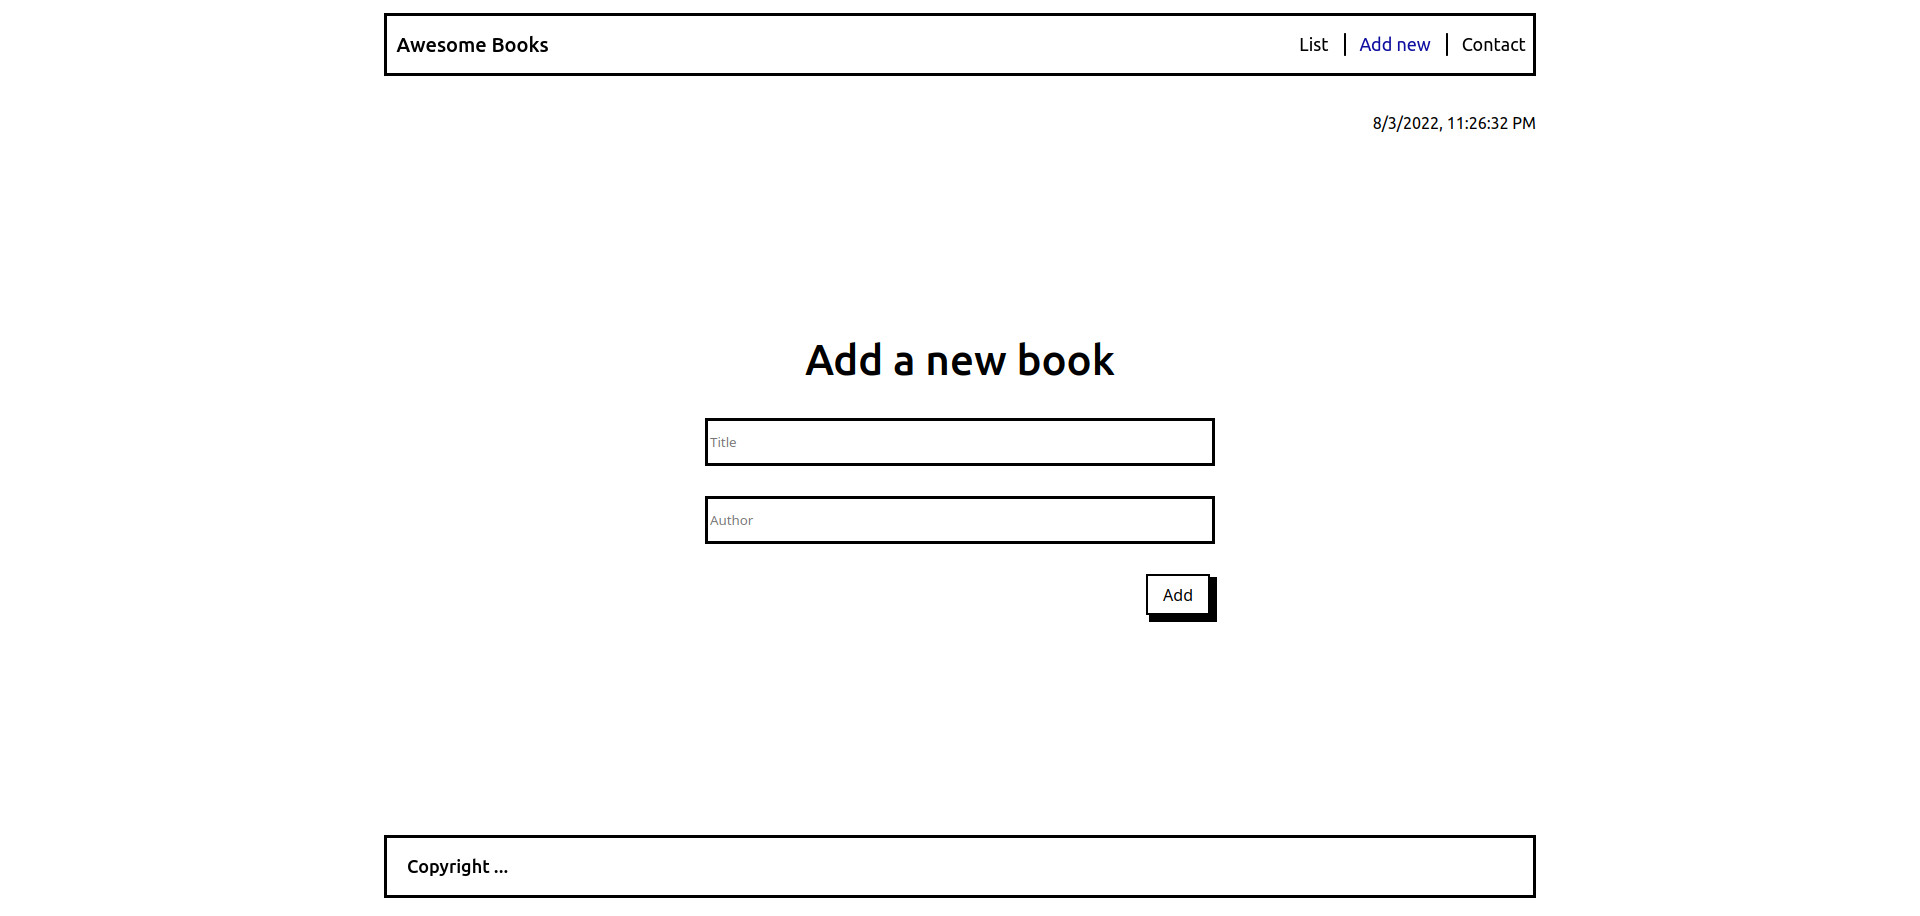 Awesome Books
List
Add new
Contact
8/3/2022, 11:26:32 PM
Add a new book
Title
Author
Add
Copyright ...